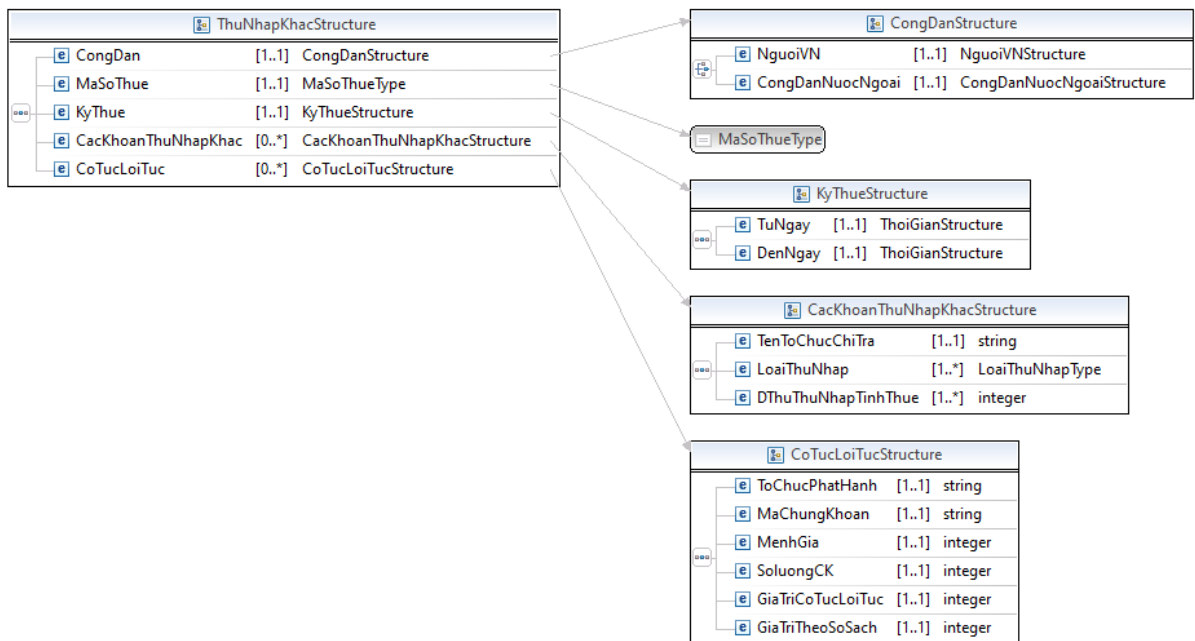 ThuNhapKhacStructure
e CongDan [1..1] CongDanStructure
e MaSoThue [1..1] MaSoThueType
e KyThue [1..1] KyThueStructure
e CacKhoanThuNhapKhac [0..*] CacKhoanThuNhapKhacStructure
e CoTucLoiTuc [0..*] CoTucLoiTucStructure
CongDanStructure
e NguoiVN [1..1] NguoiVNStructure
e CongDanNuocNgoai [1..1] CongDanNuocNgoaiStructure
MaSoThueType
KyThueStructure
e TuNgay [1..1] ThoiGianStructure
e DenNgay [1..1] ThoiGianStructure
CacKhoanThuNhapKhacStructure
e TenToChucChiTra [1..1] string
e LoaiThuNhap [1..*] LoaiThuNhapType
e DThuThuNhapTinhThue [1..*] integer
CoTucLoiTucStructure
e ToChucPhatHanh [1..1] string
e MaChungKhoan [1..1] string
e MenhGia [1..1] integer
e SoluongCK [1..1] integer
e GiaTriCoTucLoiTuc [1..1] integer
e GiaTriTheoSoSach [1..1] integer